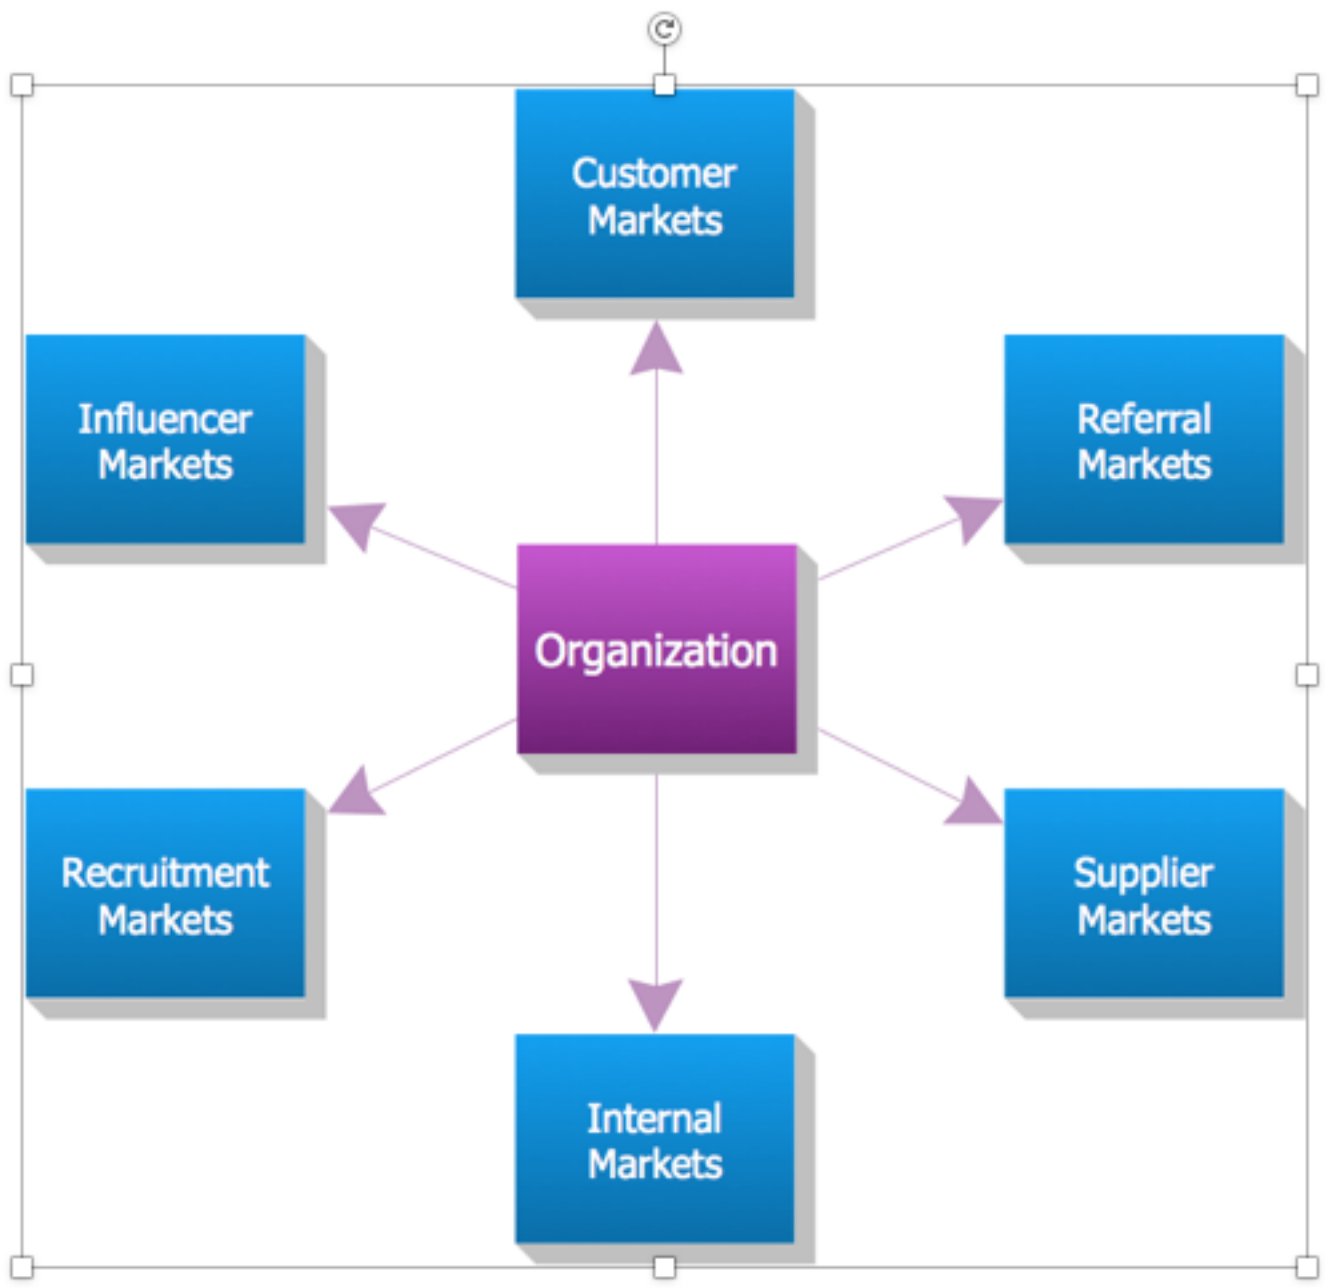 Customer
Markets
Influencer
Markets
Referral
Markets
Organization
Recruitment
Markets
Supplier
Markets
Internal
Markets